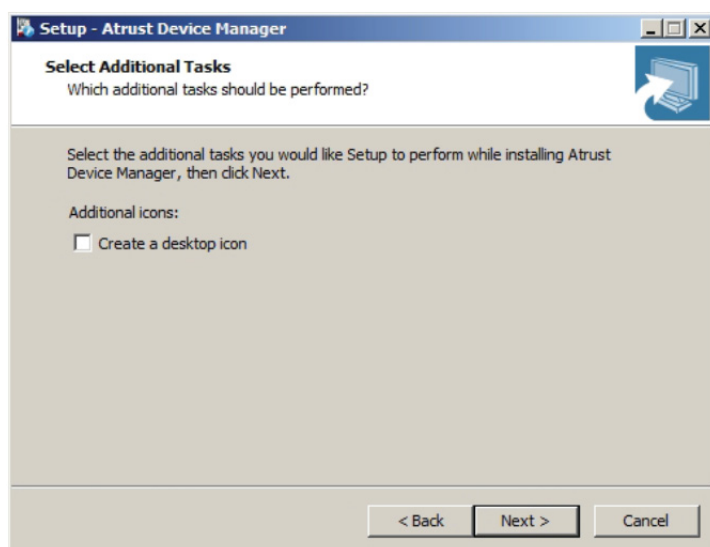 Setup - Atrust Device Manager
Select Additional Tasks
Which additional tasks should be performed?
Select the additional tasks you would like Setup to perform while installing Atrust
Device Manager, then click Next.
Additional icons:
Create a desktop icon
< Back Next > Cancel